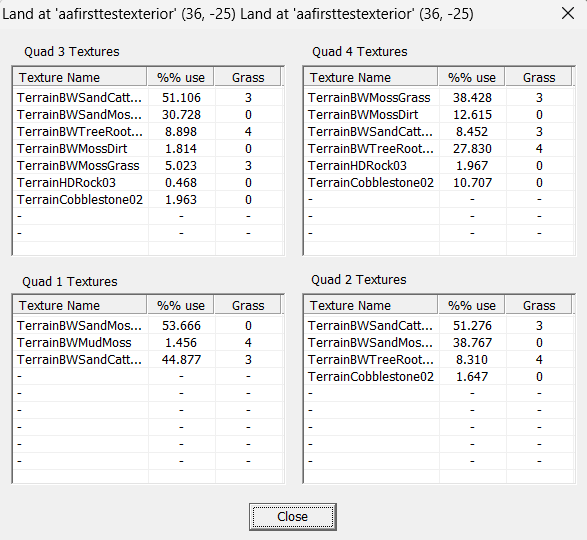 Land at 'aafirsttestexterior' (36, -25) Land at 'aafirsttestexterior' (36, -25)
Quad 3 Textures
Texture Name %% use Grass
TerrainBWSandCatt... 51.106 3
TerrainBWSandMos... 30.728 0
TerrainBWTreeRoot... 8.898 4
TerrainBWMossDirt 1.814 0
TerrainBWMossGrass 5.023 3
TerrainHDRock03 0.468 0
TerrainCobblestone02 1.963 0
- - -
- - -
Quad 4 Textures
Texture Name %% use Grass
TerrainBWMossGrass 38.428 3
TerrainBWMossDirt 12.615 0
TerrainBWSandCatt... 8.452 3
TerrainBWTreeRoot... 27.830 4
TerrainHDRock03 1.967 0
TerrainCobblestone02 10.707 0
- - -
- - -
- - -
Quad 1 Textures
Texture Name %% use Grass
TerrainBWSandMos... 53.666 0
TerrainBWMudMoss 1.456 4
TerrainBWSandCatt... 44.877 3
- - -
- - -
- - -
- - -
- - -
- - -
Quad 2 Textures
Texture Name %% use Grass
TerrainBWSandCatt... 51.276 3
TerrainBWSandMos... 38.767 0
TerrainBWTreeRoot... 8.310 4
TerrainCobblestone02 1.647 0
- - -
- - -
- - -
- - -
- - -
Close